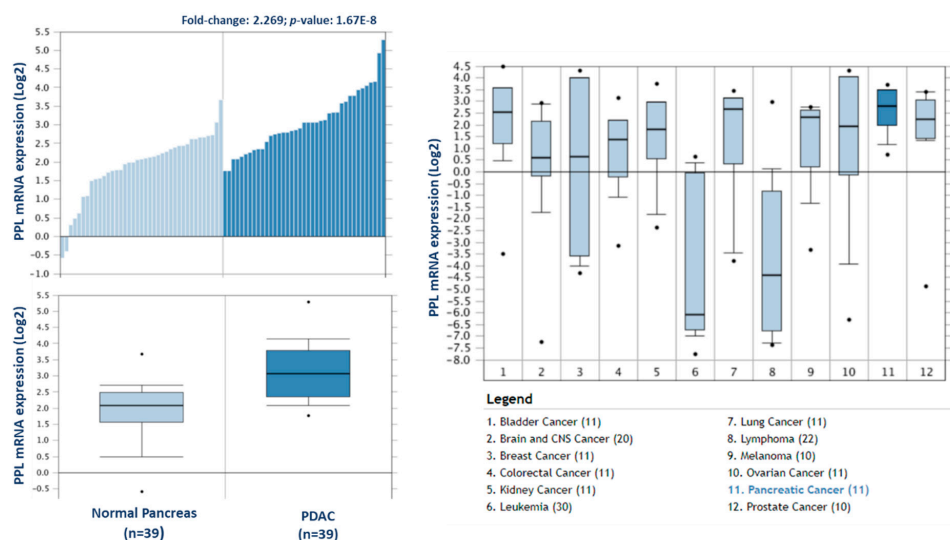 Fold-change: 2.269; p-value: 1.67E-8
PPL mRNA expression (Log2)
5.5
5.0
4.5
4.0
3.5
3.0
2.5
2.0
1.5
1.0
0.5
0.0
-0.5
-1.0
PPL mRNA expression (Log2)
5.5
5.0
4.5
4.0
3.5
3.0
2.5
2.0
1.5
1.0
0.5
0.0
-0.5
Normal Pancreas
(n=39)
PDAC
(n=39)
PPL mRNA expression (Log2)
4.5
4.0
3.5
3.0
2.5
2.0
1.5
1.0
0.5
0.0
-0.5
-1.0
-1.5
-2.0
-2.5
-3.0
-3.5
-4.0
-4.5
-5.0
-5.5
-6.0
-6.5
-7.0
-7.5
-8.0
1 2 3 4 5 6 7 8 9 10 11 12
Legend
1. Bladder Cancer (11)
2. Brain and CNS Cancer (20)
3. Breast Cancer (11)
4. Colorectal Cancer (11)
5. Kidney Cancer (11)
6. Leukemia (30)
7. Lung Cancer (11)
8. Lymphoma (22)
9. Melanoma (10)
10. Ovarian Cancer (11)
11. Pancreatic Cancer (11)
12. Prostate Cancer (10)